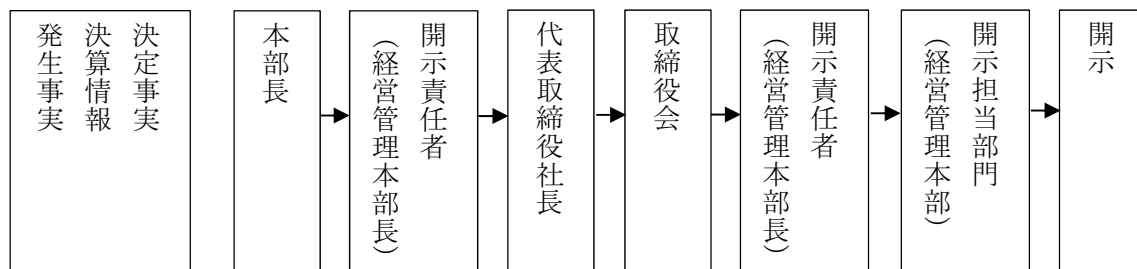 決定事実
決算情報
発生事実
本部長
開示責任者
（経営管理本部長）
代表取締役社長
取締役会
開示責任者
（経営管理本部長）
開示担当部門
（経営管理本部）
開示